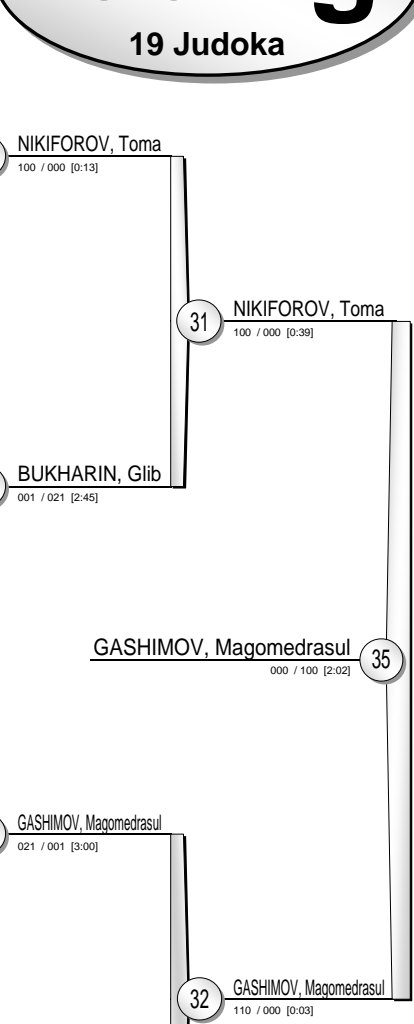 19 Judoka
NIKIFOROV, Toma
100 / 000 [0:13]
31
NIKIFOROV, Toma
100 / 000 [0:39]
BUKHARIN, Glib
001 / 021 [2:45]
GASHIMOV, Magomedrasul
35
000 / 100 [2:02]
GASHIMOV, Magomedrasul
021 / 001 [3:00]
32
GASHIMOV, Magomedrasul
110 / 000 [0:03]